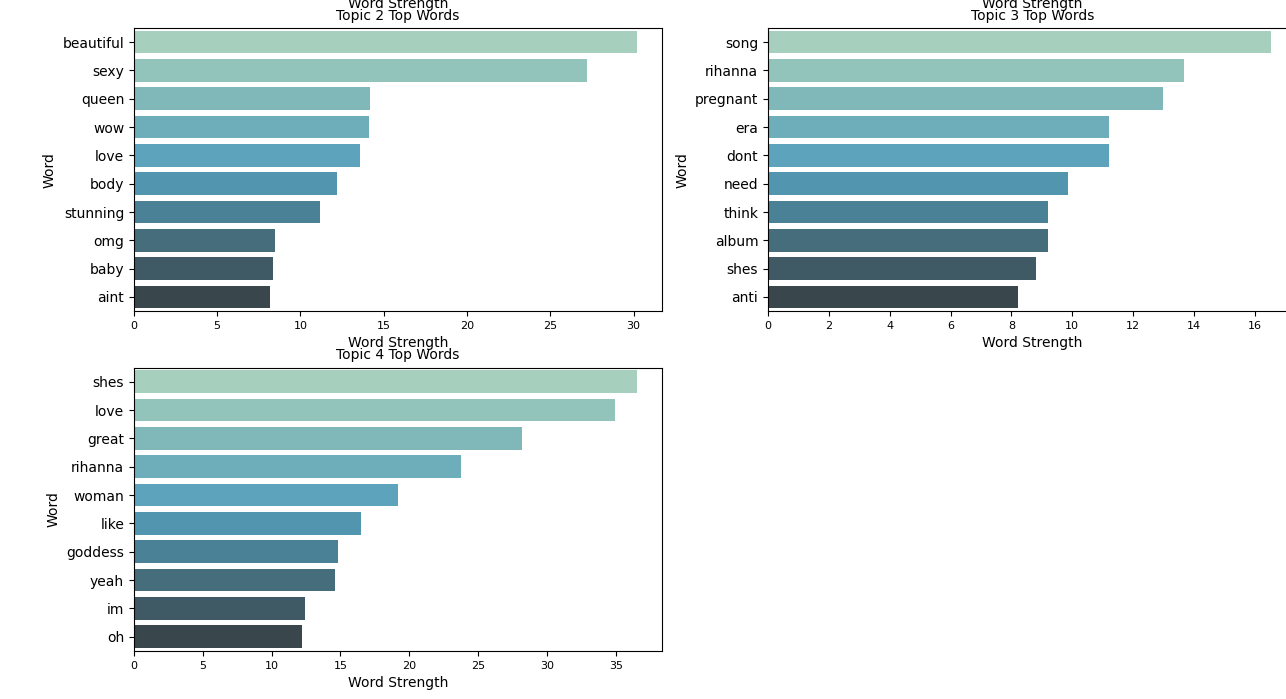 Word Strength
Word Strength
Topic 2 Top Words
beautiful
sexy
queen
wow
love
body
stunning
omg
baby
aint
Word
0 5 10 15 20 25 30
Word Strength
Topic 3 Top Words
song
rihanna
pregnant
era
dont
need
think
album
shes
anti
Word
0 2 4 6 8 10 12 14 16
Word Strength
Topic 4 Top Words
shes
love
great
rihanna
woman
like
goddess
yeah
im
oh
Word
0 5 10 15 20 25 30 35
Word Strength